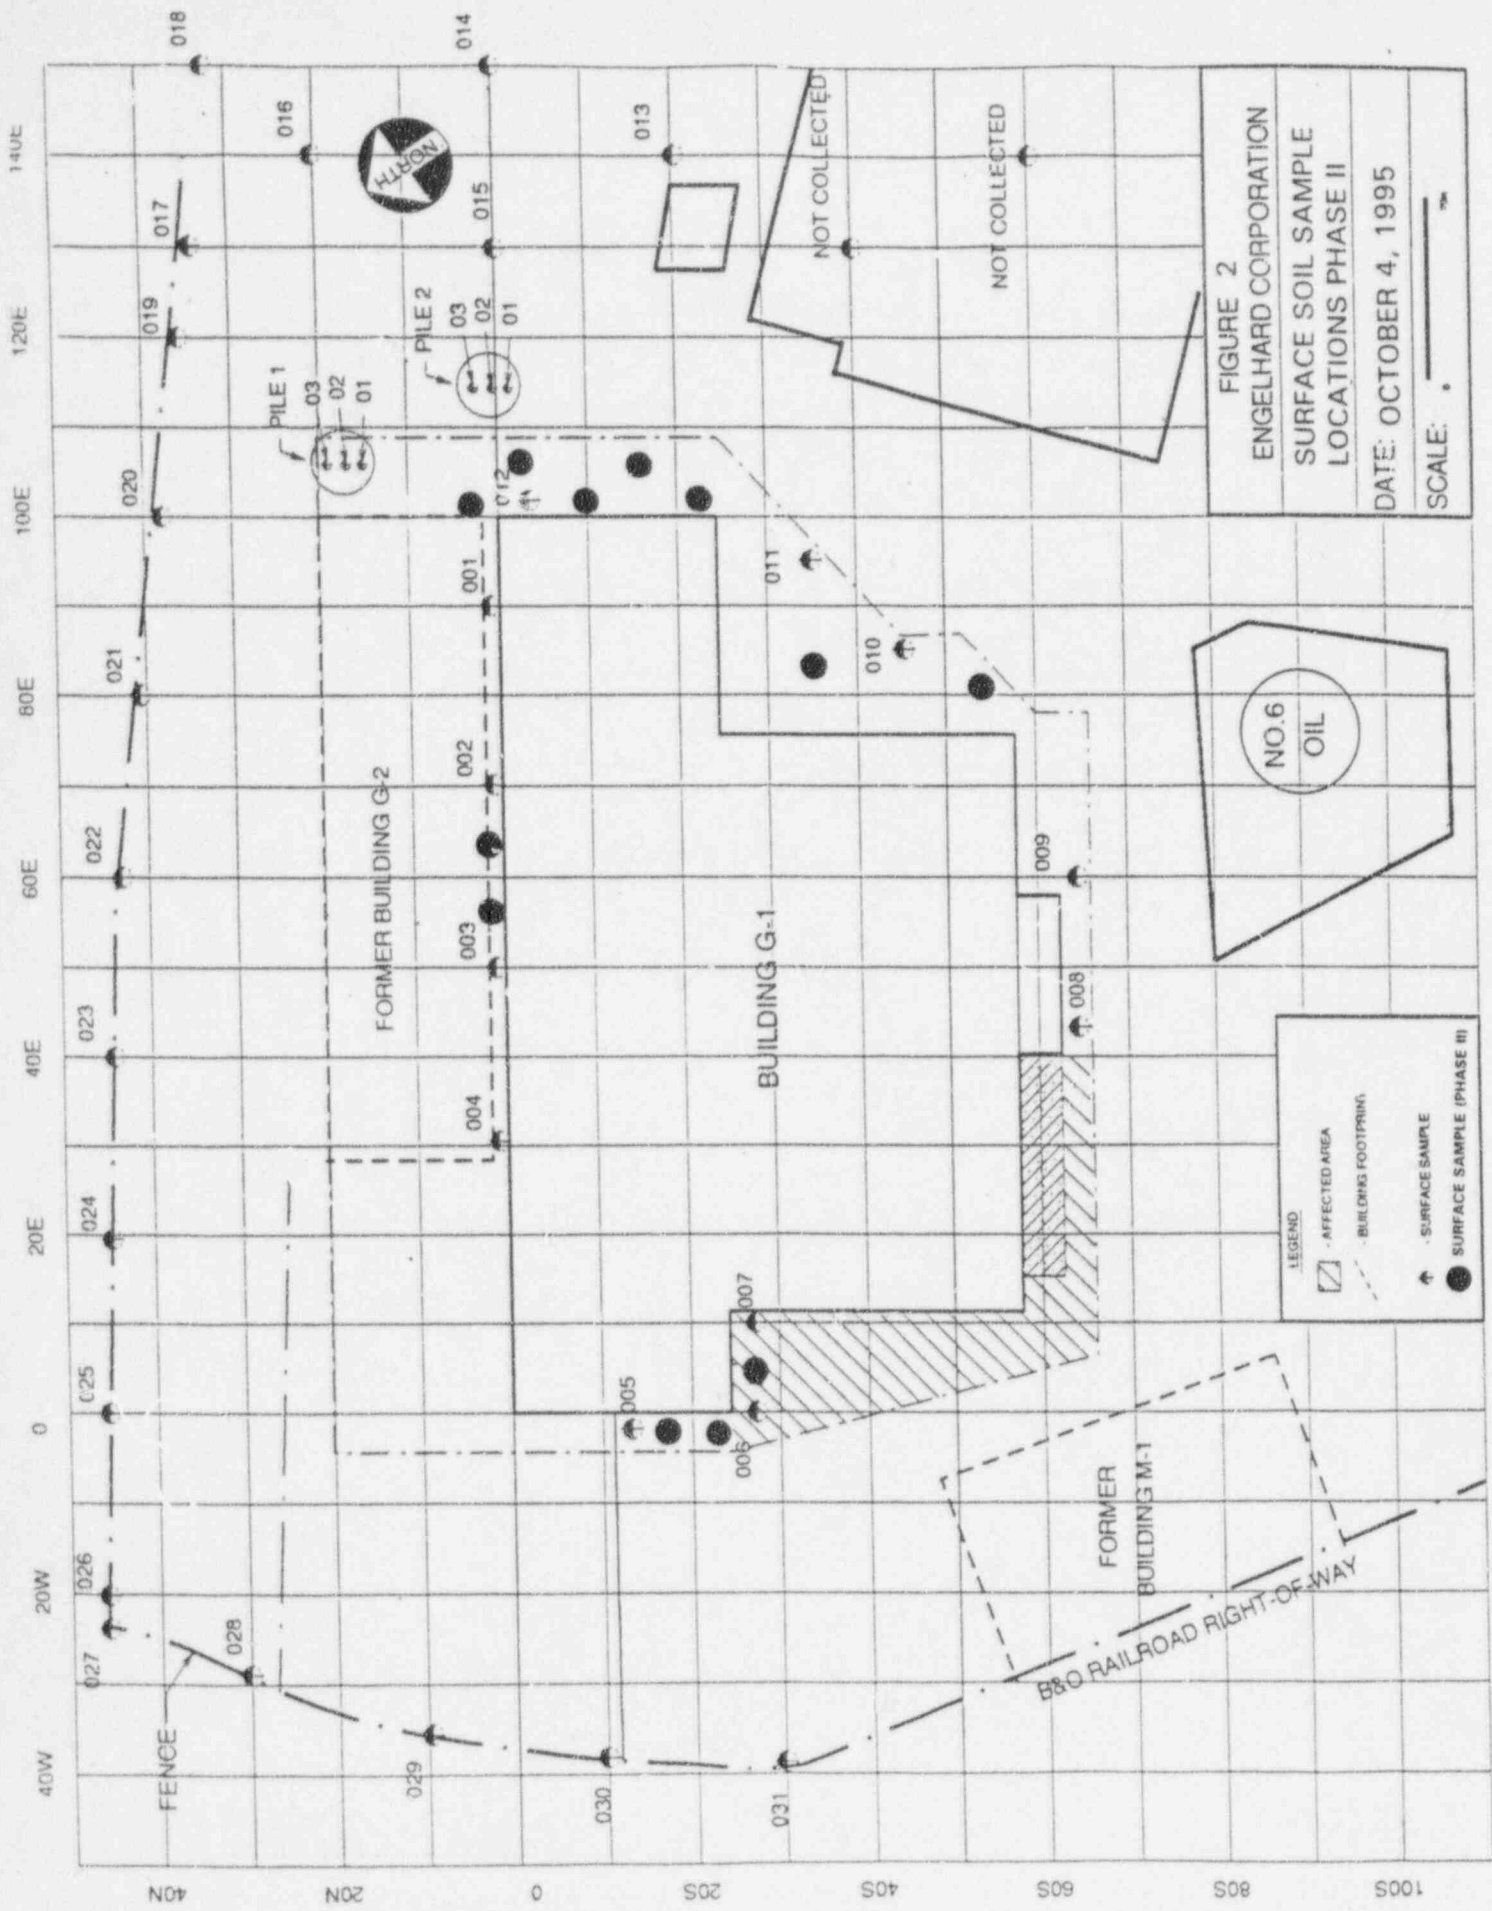 40W
20W
0
20E
40E
60E
80E
100E
120E
140E
40N
20N
0
20S
40S
60S
80S
100S
FENCE
027
026
025
024
023
022
021
020
019
017
018
028
029
030
031
016
014
015
013
NORTH
PILE 1
03
02
01
PILE 2
03
02
01
012
FORMER BUILDING G-2
004
003
002
001
BUILDING G-1
005
006
007
008
009
010
011
NOT COLLECTED
NOT COLLECTED
FORMER
BUILDING M-1
B&O RAILROAD RIGHT-OF-WAY
NO.6
OIL
LEGEND
- AFFECTED AREA
- BUILDING FOOTPRINT
- SURFACE SAMPLE
SURFACE SAMPLE (PHASE II)
FIGURE 2
ENGELHARD CORPORATION
SURFACE SOIL SAMPLE
LOCATIONS PHASE II
DATE: OCTOBER 4, 1995
SCALE: